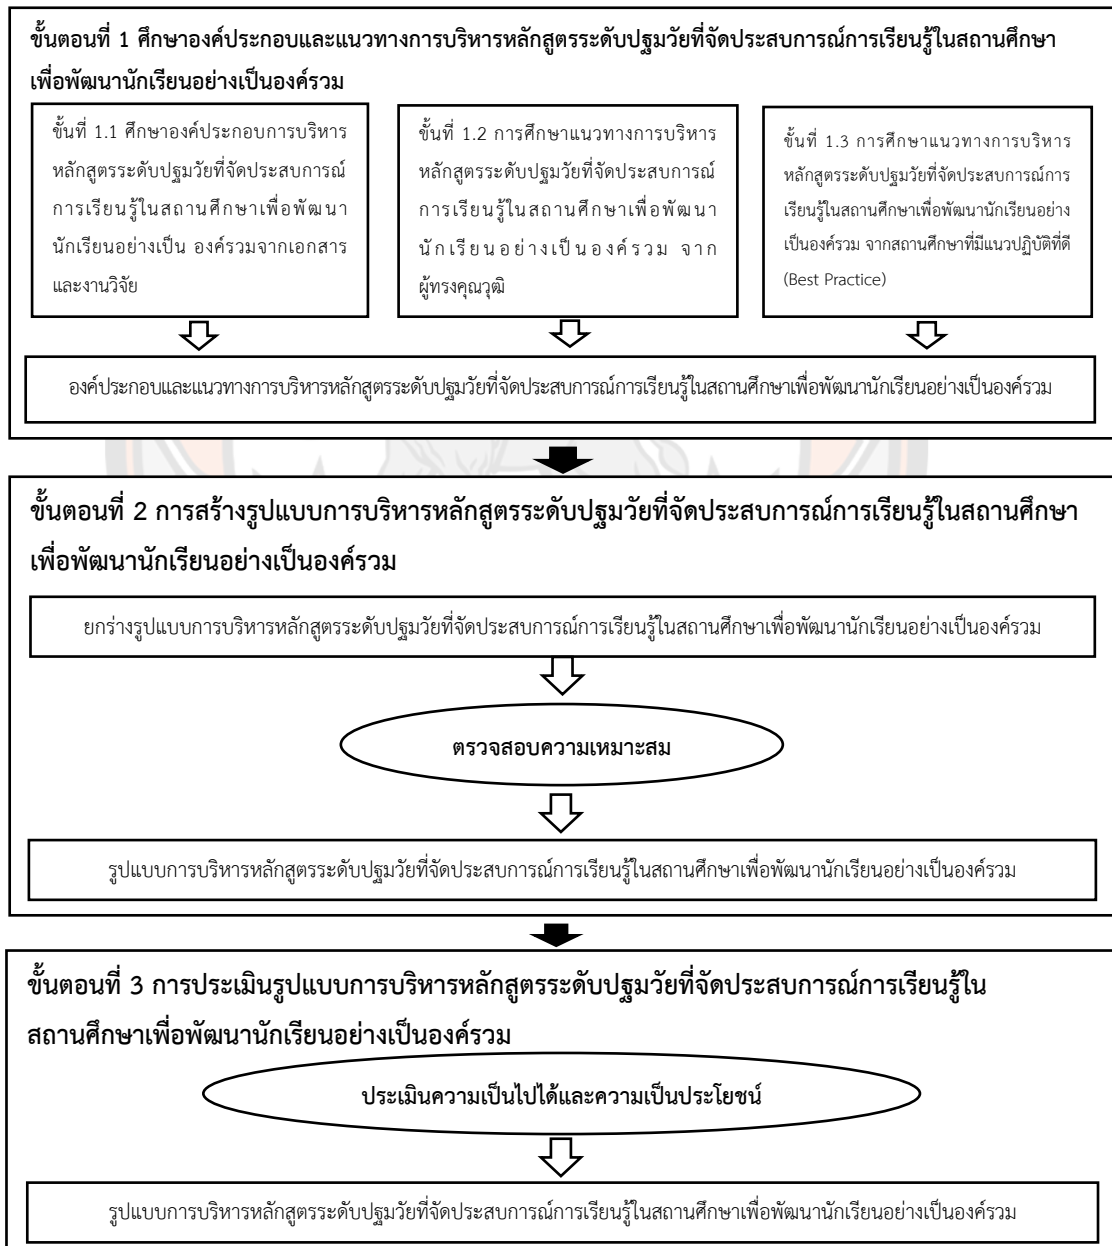 ขั้นตอนที่ 1 ศึกษาองค์ประกอบและแนวทางการบริหารหลักสูตรระดับปฐมวัยที่จัดประสบการณ์การเรียนรู้ในสถานศึกษา
เพื่อพัฒนานักเรียนอย่างเป็นองค์รวม
ขั้นที่ 1.1 ศึกษาองค์ประกอบการบริหาร
หลักสูตรระดับปฐมวัยที่จัดประสบการณ์
การเรียนรู้ในสถานศึกษาเพื่อพัฒนา
นักเรียนอย่างเป็น องค์รวมจากเอกสาร
และงานวิจัย
ขั้นที่ 1.2 การศึกษาแนวทางการบริหาร
หลักสูตรระดับปฐมวัยที่จัดประสบการณ์
การเรียนรู้ในสถานศึกษาเพื่อพัฒนา
นักเรียนอย่างเป็นองค์รวม จาก
ผู้ทรงคุณวุฒิ
ขั้นที่ 1.3 การศึกษาแนวทางการบริหาร
หลักสูตรระดับปฐมวัยที่จัดประสบการณ์การ
เรียนรู้ในสถานศึกษาเพื่อพัฒนานักเรียนอย่าง
เป็นองค์รวม จากสถานศึกษาที่มีแนวปฏิบัติที่ดี
(Best Practice)
องค์ประกอบและแนวทางการบริหารหลักสูตรระดับปฐมวัยที่จัดประสบการณ์การเรียนรู้ในสถานศึกษาเพื่อพัฒนานักเรียนอย่างเป็นองค์รวม
ขั้นตอนที่ 2 การสร้างรูปแบบการบริหารหลักสูตรระดับปฐมวัยที่จัดประสบการณ์การเรียนรู้ในสถานศึกษา
เพื่อพัฒนานักเรียนอย่างเป็นองค์รวม
ยกร่างรูปแบบการบริหารหลักสูตรระดับปฐมวัยที่จัดประสบการณ์การเรียนรู้ในสถานศึกษาเพื่อพัฒนานักเรียนอย่างเป็นองค์รวม
ตรวจสอบความเหมาะสม
รูปแบบการบริหารหลักสูตรระดับปฐมวัยที่จัดประสบการณ์การเรียนรู้ในสถานศึกษาเพื่อพัฒนานักเรียนอย่างเป็นองค์รวม
ขั้นตอนที่ 3 การประเมินรูปแบบการบริหารหลักสูตรระดับปฐมวัยที่จัดประสบการณ์การเรียนรู้ใน
สถานศึกษาเพื่อพัฒนานักเรียนอย่างเป็นองค์รวม
ประเมินความเป็นไปได้และความเป็นประโยชน์
รูปแบบการบริหารหลักสูตรระดับปฐมวัยที่จัดประสบการณ์การเรียนรู้ในสถานศึกษาเพื่อพัฒนานักเรียนอย่างเป็นองค์รวม